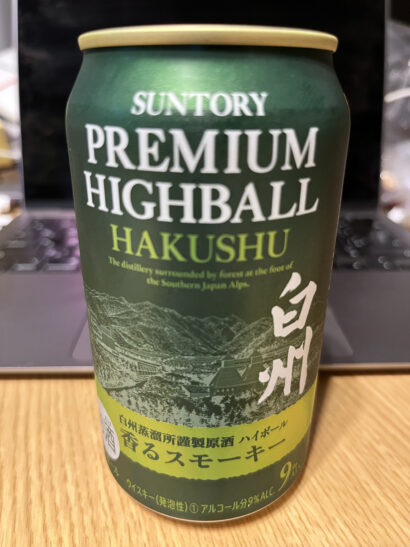 SUNTORY
PREMIUM
HIGHBALL
HAKUSHU
The distillery surrounded by forest at the foot of
the Southern Japan Alps.
白州
白州蒸溜所謹製原酒 ハイボール
香るスモーキー
酒
ウイスキー(発泡性)① アルコール分9%
ALC. 9%